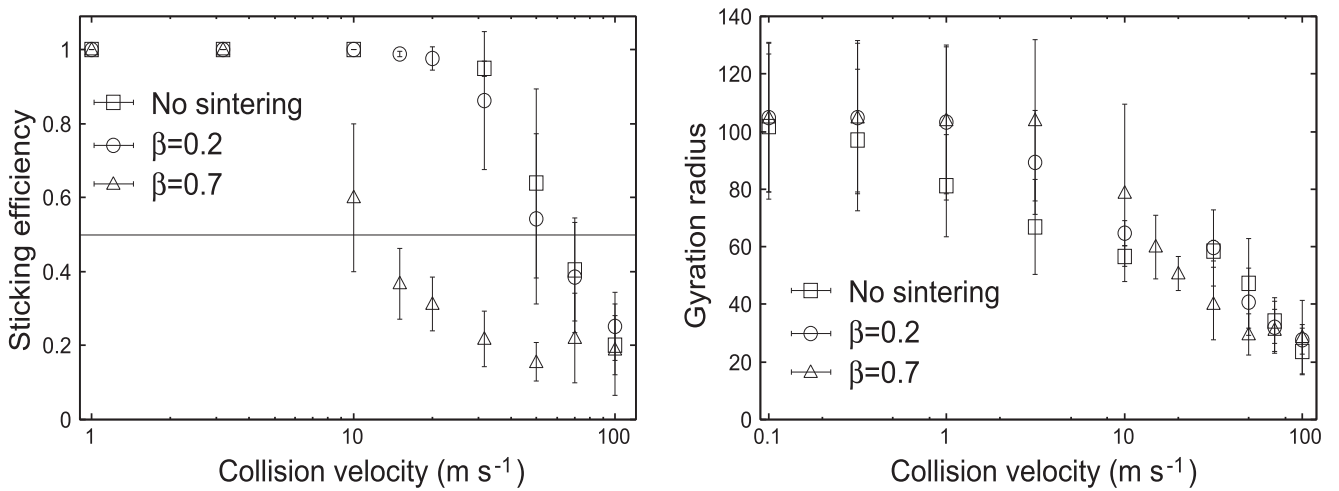 Sticking efficiency
1
0.8
0.6
0.4
0.2
0
No sintering
β=0.2
β=0.7
1
10
100
Collision velocity (m s-1)
Gyration radius
140
120
100
80
60
40
20
0
No sintering
β=0.2
β=0.7
0.1
1
10
100
Collision velocity (m s-1)